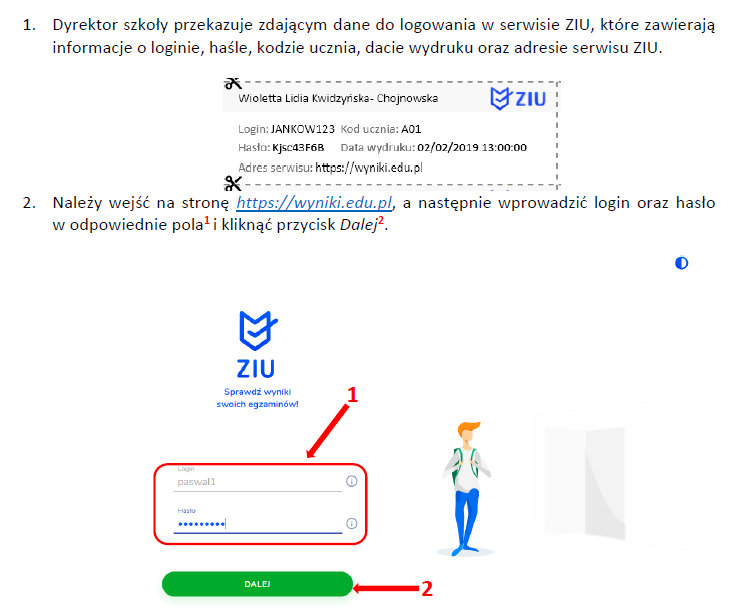 1. Dyrektor szkoły przekazuje zdającym dane do logowania w serwisie ZIU, które zawierają
informacje o loginie, haśle, kodzie ucznia, dacie wydruku oraz adresie serwisu ZIU.
Wioletta Lidia Kwidzyńska- Chojnowska
ZIU
Login: JANKOW123 Kod ucznia: A01
Hasło: Kjsc43F6B Data wydruku: 02/02/2019 13:00:00
Adres serwisu: https://wyniki.edu.pl
2. Należy wejść na stronę https://wyniki.edu.pl, a następnie wprowadzić login oraz hasło
w odpowiednie pola1 i kliknąć przycisk Dalej2.
ZIU
Sprawdź wyniki
swoich egzaminów!
1
Login
paswal1
Hasło
DALEJ
2